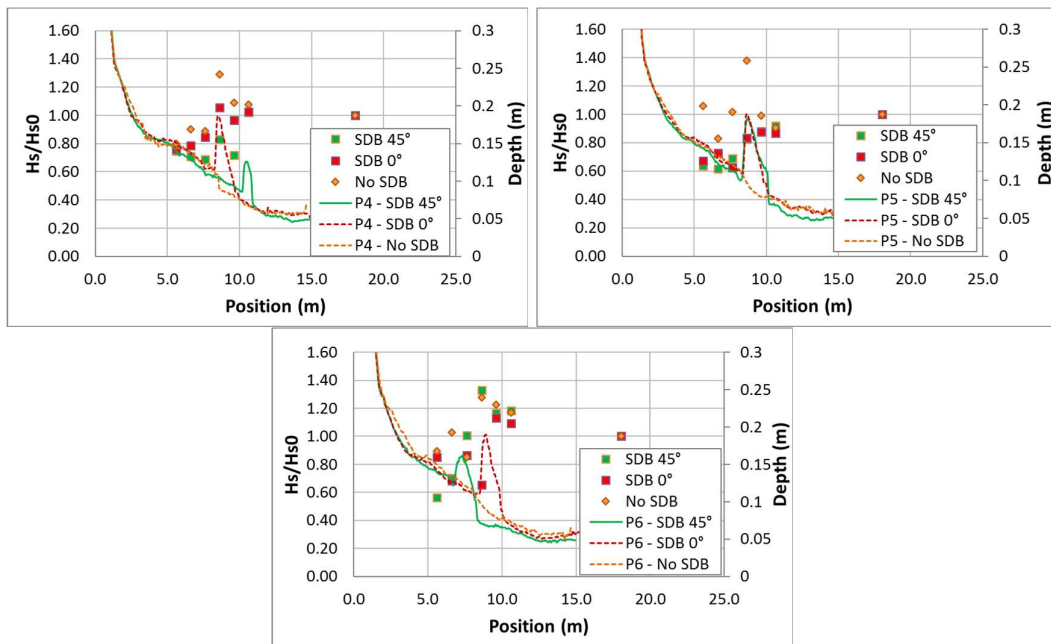 1.60
1.40
1.20
1.00
0.80
0.60
0.40
0.20
0.00
Hs/Hs0
0.3
0.25
0.2
0.15
0.1
0.05
0
Depth (m)
SDB 45°
SDB 0°
No SDB
P4 - SDB 45°
P4 - SDB 0°
P4 - No SDB
0.0 5.0 10.0 15.0 20.0 25.0
Position (m)
1.60
1.40
1.20
1.00
0.80
0.60
0.40
0.20
0.00
Hs/Hs0
0.3
0.25
0.2
0.15
0.1
0.05
0
Depth (m)
SDB 45°
SDB 0°
No SDB
P5 - SDB 45°
P5 - SDB 0°
P5 - No SDB
0.0 5.0 10.0 15.0 20.0 25.0
Position (m)
1.60
1.40
1.20
1.00
0.80
0.60
0.40
0.20
0.00
Hs/Hs0
0.3
0.25
0.2
0.15
0.1
0.05
0
Depth (m)
SDB 45°
SDB 0°
No SDB
P6 - SDB 45°
P6 - SDB 0°
P6 - No SDB
0.0 5.0 10.0 15.0 20.0 25.0
Position (m)